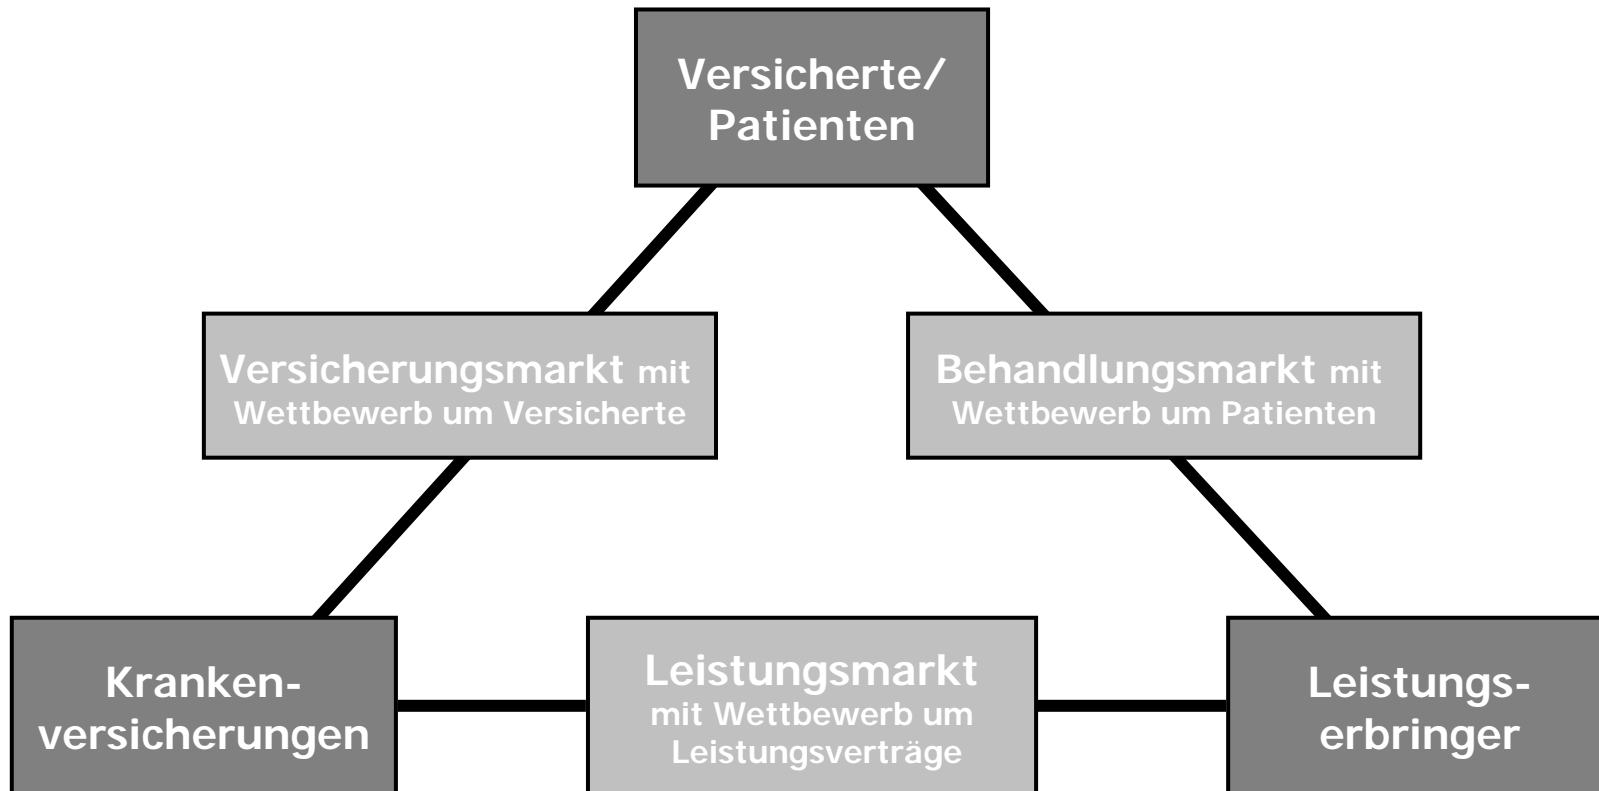 Versicherte/
Patienten
Versicherungsmarkt mit
Wettbewerb um Versicherte
Behandlungsmarkt mit
Wettbewerb um Patienten
Kranken-
versicherungen
Leistungsmarkt
mit Wettbewerb um
Leistungsverträge
Leistungs-
erbringer